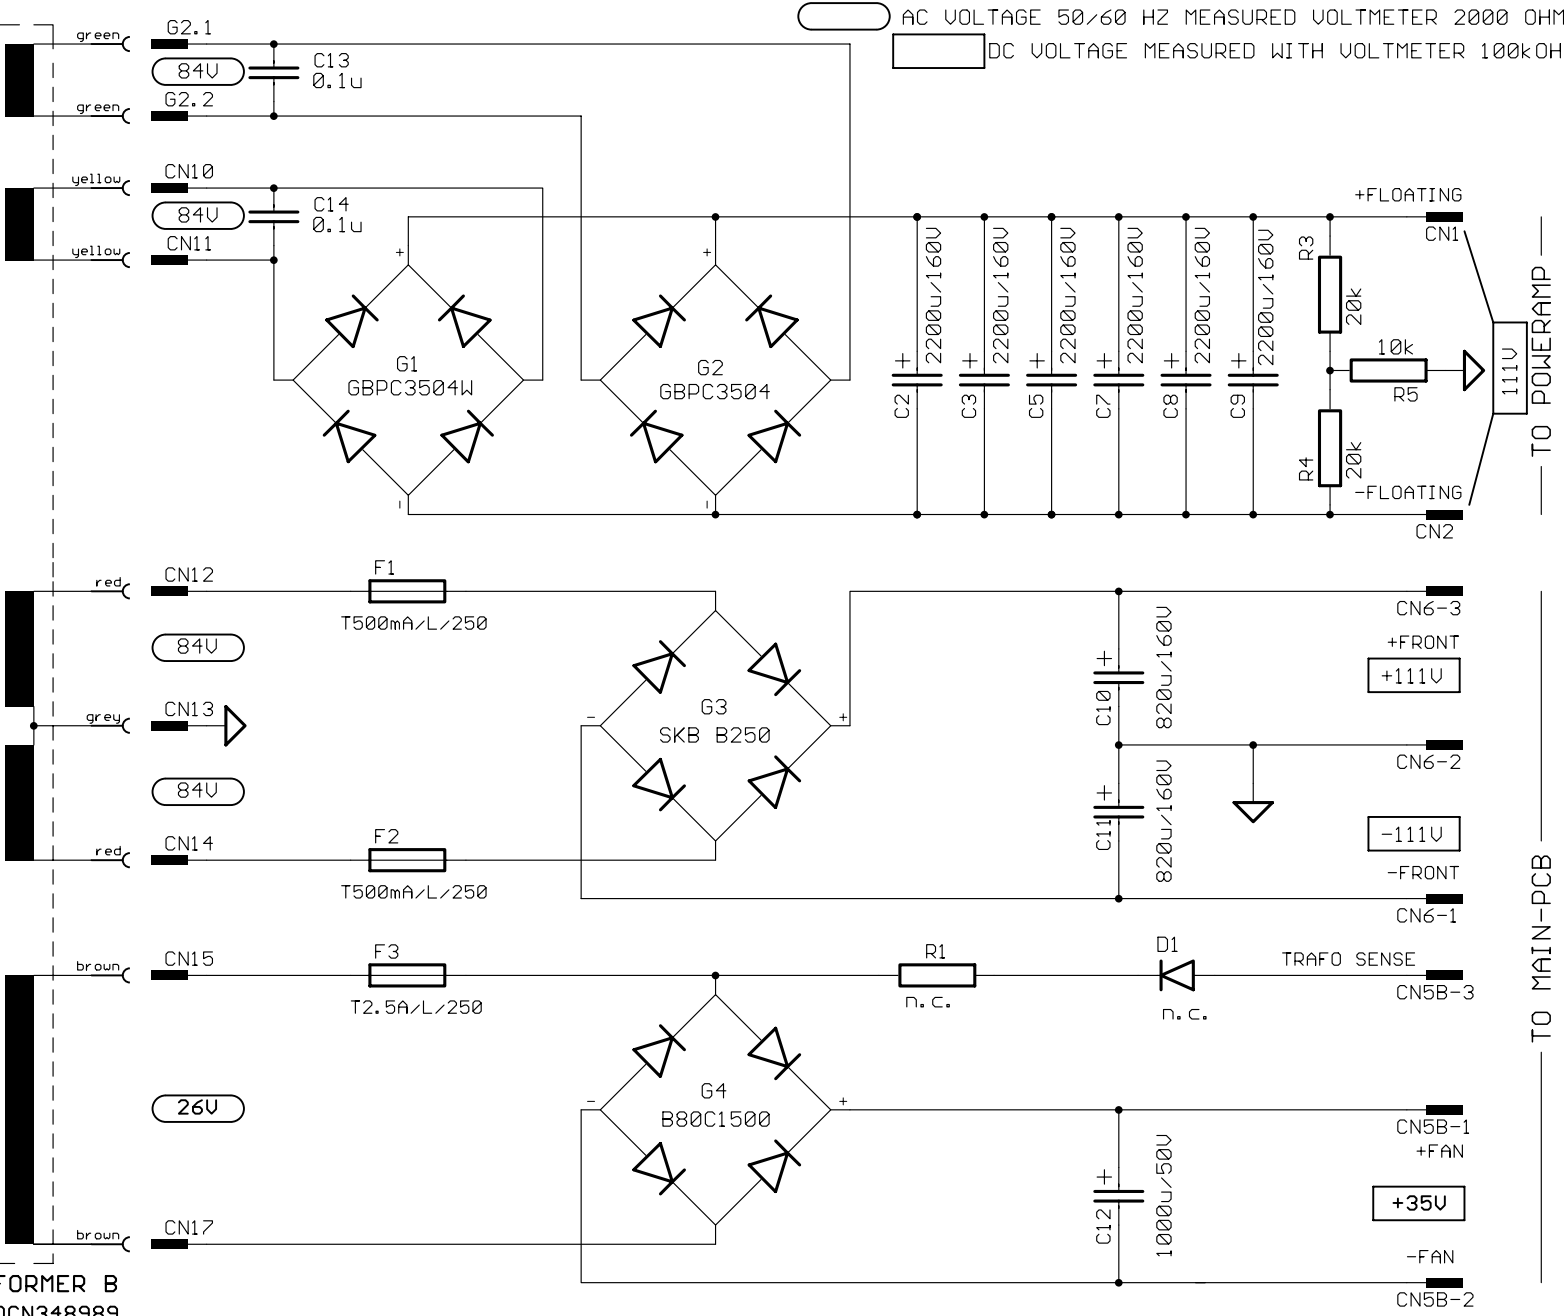 AC VOLTAGE 50/60 HZ MEASURED VOLTMETER 2000 OHM
DC VOLTAGE MEASURED WITH VOLTMETER 100kOH
green
G2.1
84V
C13
0.1u
green
G2.2
yellow
CN10
84V
C14
0.1u
yellow
CN11
+
G1
GBPC3504W
-
+
G2
GBPC3504
-
+
C2
2200u/160V
+
C3
2200u/160V
+
C5
2200u/160V
+
C7
2200u/160V
+
C8
2200u/160V
+
C9
2200u/160V
R3
20k
10k
R5
R4
20k
+FLOATING
CN1
111V
-FLOATING
CN2
TO POWERAMP
red
CN12
F1
T500mA/L/250
84V
grey
CN13
84V
red
CN14
F2
T500mA/L/250
-
G3
SKB B250
+
+
C10
820u/160V
+
C11
820u/160V
CN6-3
+FRONT
+111V
CN6-2
-111V
-FRONT
CN6-1
brown
CN15
F3
T2.5A/L/250
R1
n.c.
D1
n.c.
TRAFO SENSE
CN5B-3
26V
-
G4
B80C1500
+
+
C12
1000u/50V
CN5B-1
+FAN
+35V
-FAN
CN5B-2
brown
CN17
TO MAIN-PCB
FORMER B
CN348989